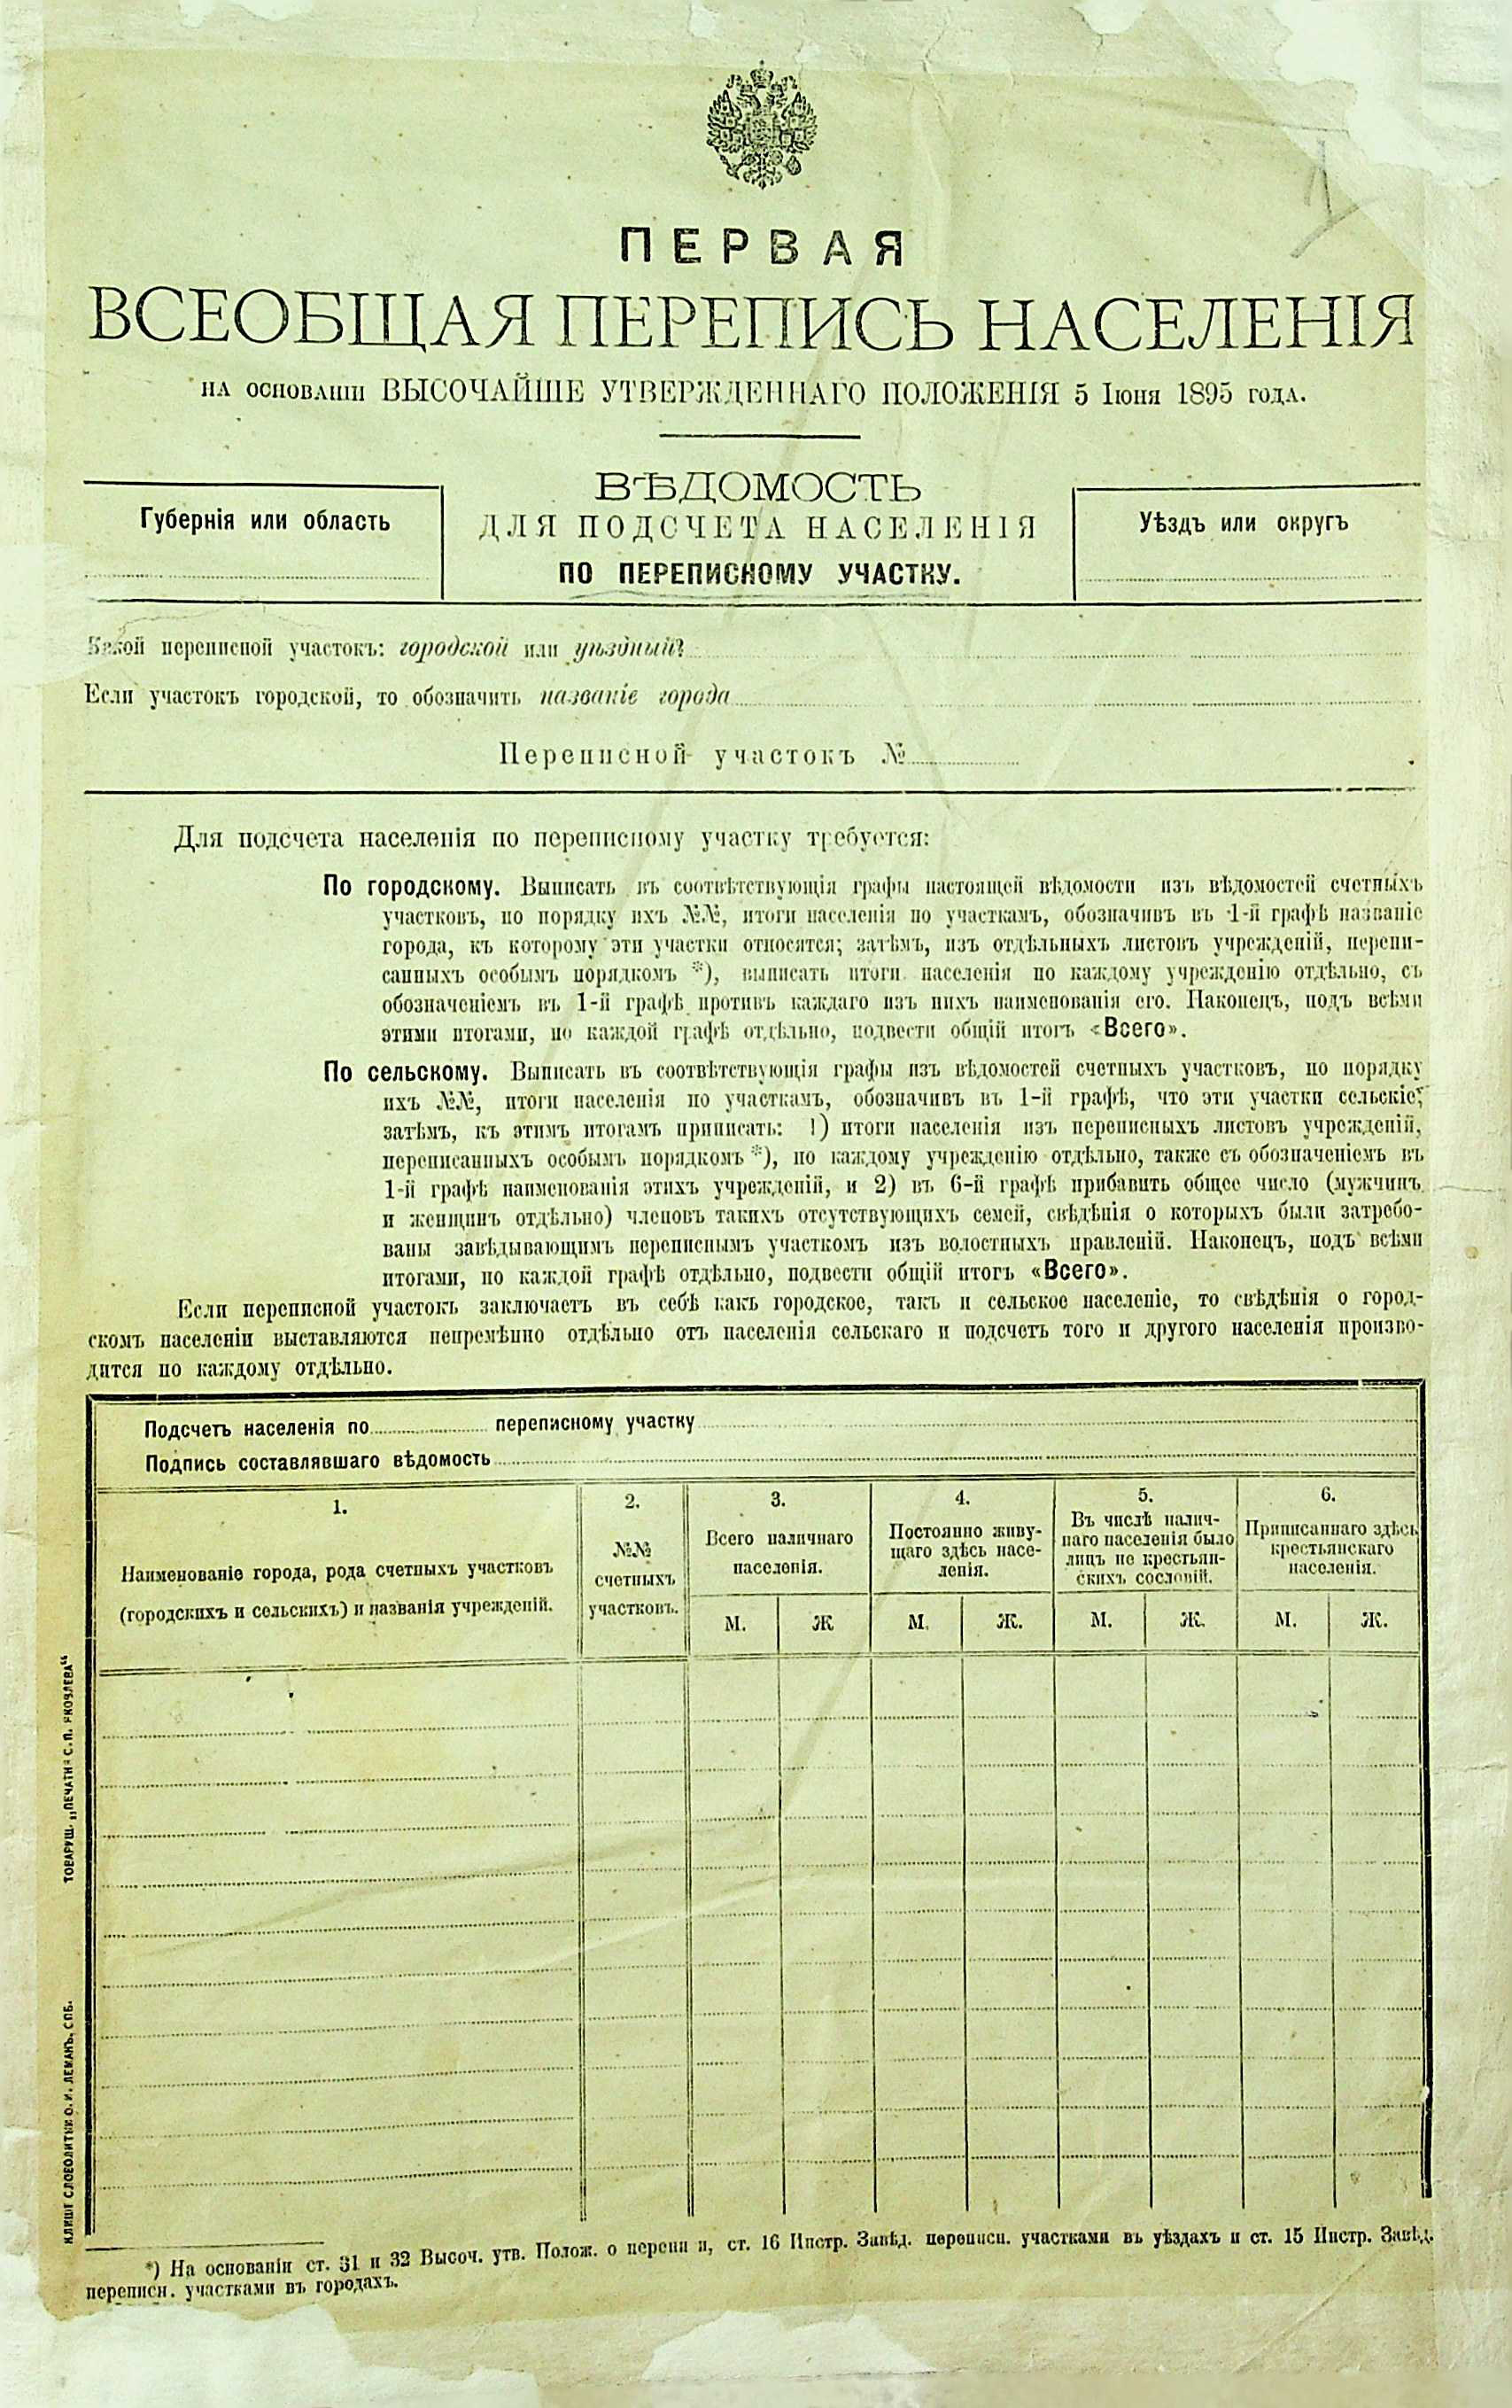 ПЕРВАЯ
ВСЕОБЩАЯ ПЕРЕПИСЬ НАСЕЛЕНІЯ
НА ОСНОВАНІИ ВЫСОЧАЙШЕ УТВЕРЖДЕННАГО ПОЛОЖЕНІЯ 5 Іюня 1895 ГОДА.
Губернія или область
ВѢДОМОСТЬ
ДЛЯ ПОДСЧЕТА НАСЕЛЕНІЯ
ПО ПЕРЕПИСНОМУ УЧАСТКУ.
Уѣздъ или округъ
Какой переписной участокъ: городской или уѣздный?
Если участокъ городской, то обозначить названіе города
Переписной участокъ №
Для подсчета населенія по переписному участку требуется:
По городскому. Выписать въ соотвѣтствующія графы настоящей вѣдомости изъ вѣдомостей счетныхъ
участковъ, по порядку ихъ №№, итоги населенія по участкамъ, обозначивъ въ 1-й графѣ названіе
города, къ которому эти участки относятся; затѣмъ, изъ отдѣльныхъ листовъ учрежденій, перепи-
санныхъ особымъ порядкомъ *), выписать итоги населенія по каждому учрежденію отдѣльно, съ
обозначеніемъ въ 1-й графѣ противъ каждаго изъ нихъ наименованія его. Наконецъ, подъ всѣми
этими итогами, по каждой графѣ отдѣльно, подвести общій итогъ «Всего».
По сельскому. Выписать въ соотвѣтствующія графы изъ вѣдомостей счетныхъ участковъ, по порядку
ихъ №№, итоги населенія по участкамъ, обозначивъ въ 1-й графѣ, что эти участки сельскіе;
затѣмъ, къ этимъ итогамъ приписать: 1) итоги населенія изъ переписныхъ листовъ учрежденій,
переписанныхъ особымъ порядкомъ *), по каждому учрежденію отдѣльно, также съ обозначеніемъ въ
1-й графѣ наименованія этихъ учрежденій, и 2) въ 6-й графѣ прибавить общее число (мужчинъ
и женщинъ отдѣльно) членовъ такихъ отсутствующихъ семей, свѣдѣнія о которыхъ были затребо-
ваны завѣдывающимъ переписнымъ участкомъ изъ волостныхъ правленій. Наконецъ, подъ всѣми
итогами, по каждой графѣ отдѣльно, подвести общій итогъ «Всего».
Если переписной участокъ заключаетъ въ себѣ какъ городское, такъ и сельское населеніе, то свѣдѣнія о город-
скомъ населеніи выставляются непремѣнно отдѣльно отъ населенія сельскаго и подсчетъ того и другого населенія произво-
дится по каждому отдѣльно.
Подсчетъ населенія по переписному участку
Подпись составлявшаго вѣдомость
1.
Наименованіе города, рода счетныхъ участковъ
(городскихъ и сельскихъ) и названія учрежденій.
2.
№№
счетныхъ
участковъ.
3.
Всего наличнаго
населенія.
М. Ж
4.
Постоянно живу-
щаго здѣсь насе-
ленія.
М. Ж.
5.
Въ числѣ налич-
наго населенія было
лицъ не крестьян-
скихъ сословій.
М. Ж.
6.
Приписаннаго здѣсь
крестьянскаго
населенія.
М. Ж.
ТОВАРИЩ. „ПЕЧАТНЯ С.П. ЯКОВЛЕВА“
КЛИШЕ СЛОВОЛИТНИ О. И. ЛЕМАНЪ. СПБ.
*) На основаніи ст. 31 и 32 Высоч. утв. Полож. о перепи и, ст. 16 Инстр. Завѣд. переписн. участками въ уѣздахъ и ст. 15 Инстр. Завѣд.
переписн. участками въ городахъ.